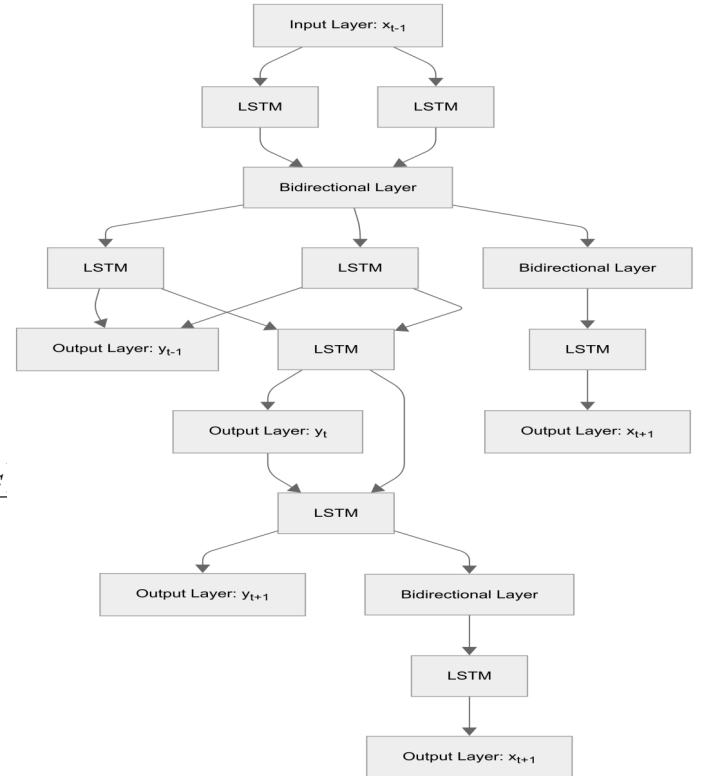 Input Layer: xt-1
LSTM
LSTM
Bidirectional Layer
LSTM
LSTM
Bidirectional Layer
Output Layer: yt-1
LSTM
LSTM
Output Layer: yt
Output Layer: xt+1
LSTM
Output Layer: yt+1
Bidirectional Layer
LSTM
Output Layer: xt+1